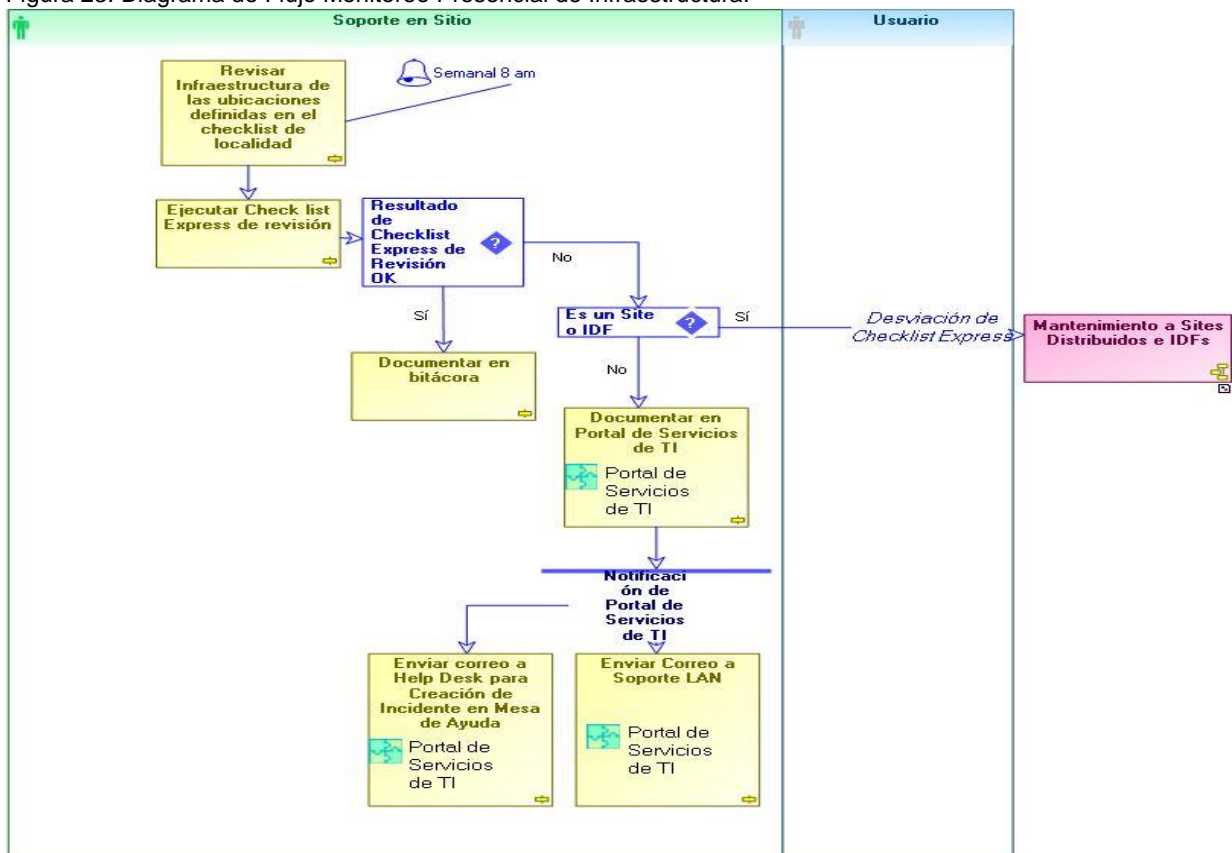 Figura 25. Diagrama de Flujo Monitoreo Presencial de Infraestructura.
Soporte en Sitio
Usuario
Revisar
Infraestructura de
las ubicaciones
definidas en el
checklist de
localidad
Semanal 8 am
Ejecutar Check list
Express de revisión
Resultado
de
Checklist
Express de
Revisión
OK
No
Sí
Es un Site
o IDF
Sí
Desviación de
Checklist Express
Mantenimiento a Sites
Distribuidos e IDFs
Documentar en
bitácora
No
Documentar en
Portal de Servicios
de TI
Portal de
Servicios
de TI
Notificaci
ón de
Portal de
Servicios
de TI
Enviar correo a
Help Desk para
Creación de
Incidente en Mesa
de Ayuda
Portal de
Servicios
de TI
Enviar Correo a
Soporte LAN
Portal de
Servicios
de TI